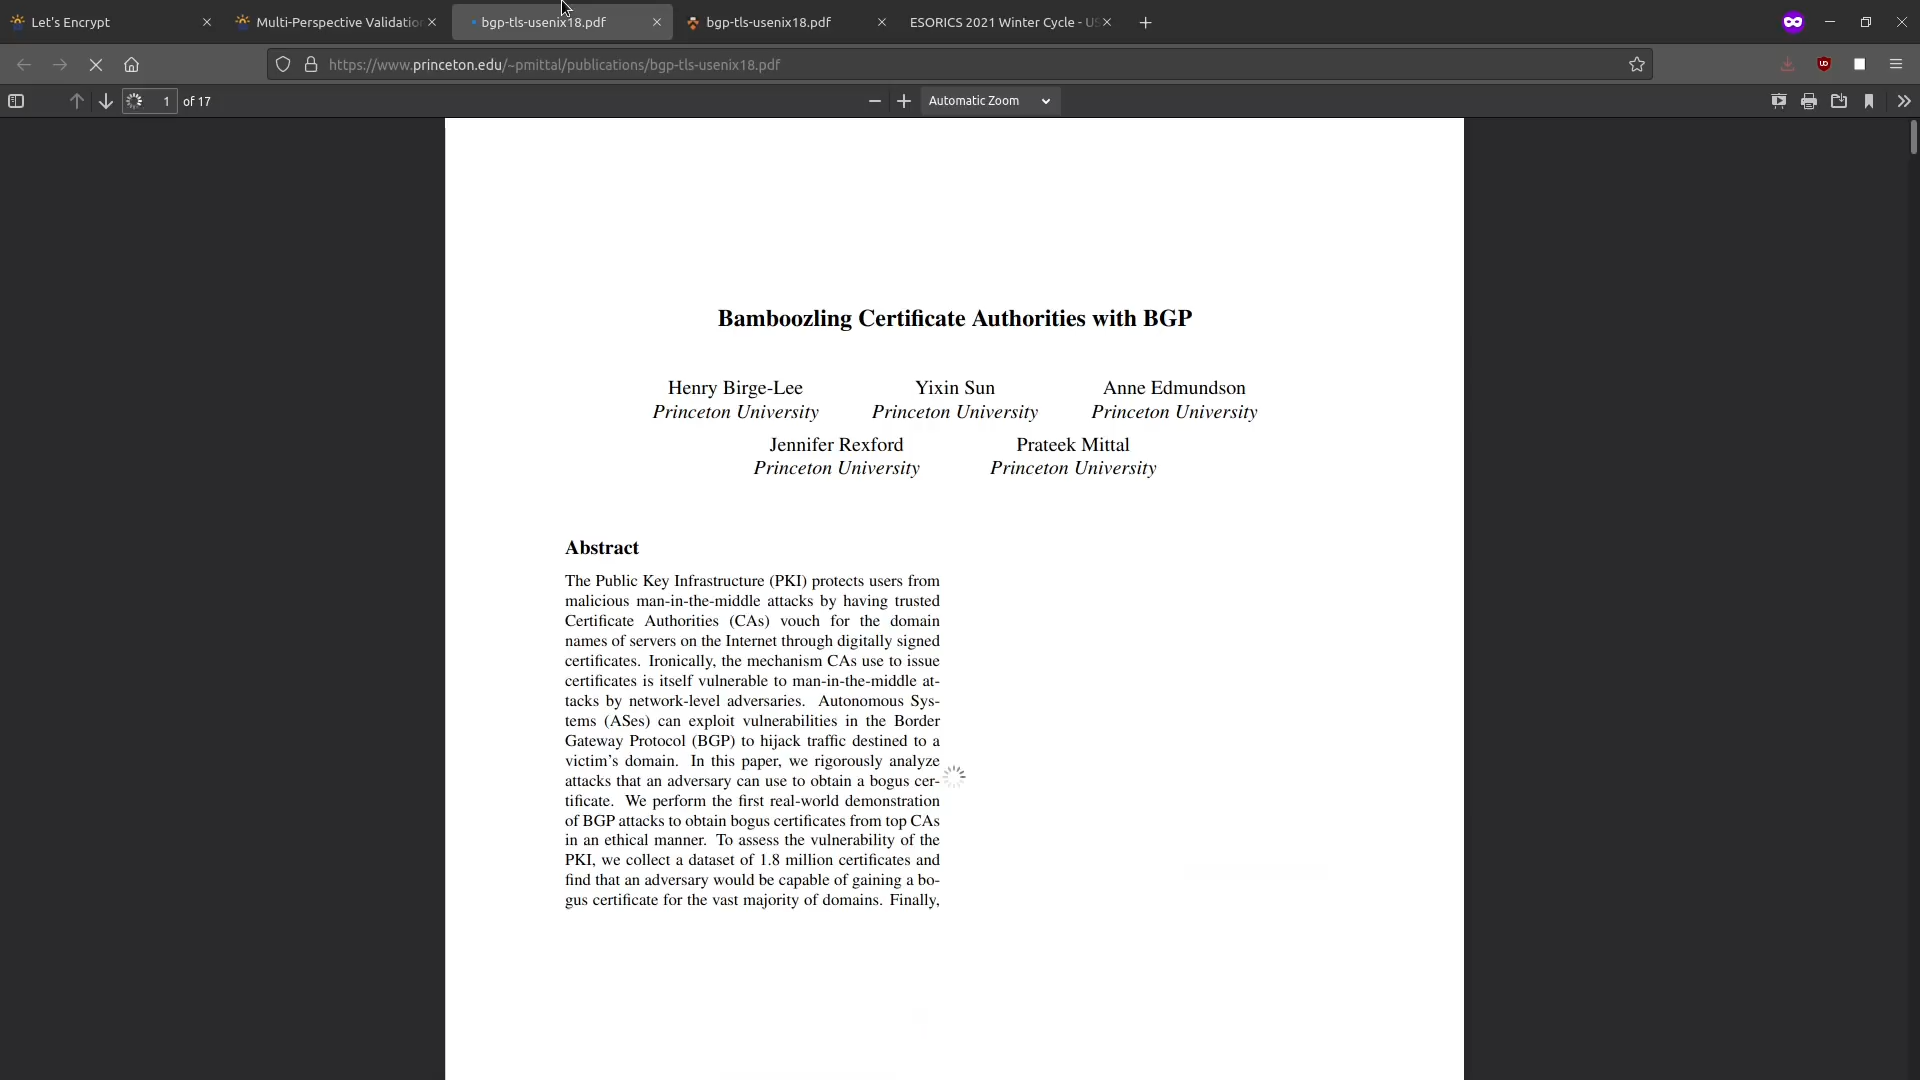 Let's Encrypt
Multi-Perspective Validatio
bgp-tls-usenix18.pdf
bgp-tls-usenix18.pdf
ESORICS 2021 Winter Cycle - US
https://www.princeton.edu/~pmittal/publications/bgp-tls-usenix18.pdf
1 of 17
Automatic Zoom
Bamboozling Certificate Authorities with BGP
Henry Birge-Lee Yixin Sun Anne Edmundson
Princeton University Princeton University Princeton University
Jennifer Rexford Prateek Mittal
Princeton University Princeton University
Abstract
The Public Key Infrastructure (PKI) protects users from
malicious man-in-the-middle attacks by having trusted
Certificate Authorities (CAs) vouch for the domain
names of servers on the Internet through digitally signed
certificates. Ironically, the mechanism CAs use to issue
certificates is itself vulnerable to man-in-the-middle at-
tacks by network-level adversaries. Autonomous Sys-
tems (ASes) can exploit vulnerabilities in the Border
Gateway Protocol (BGP) to hijack traffic destined to a
victim's domain. In this paper, we rigorously analyze
attacks that an adversary can use to obtain a bogus cer-
tificate. We perform the first real-world demonstration
of BGP attacks to obtain bogus certificates from top CAs
in an ethical manner. To assess the vulnerability of the
PKI, we collect a dataset of 1.8 million certificates and
find that an adversary would be capable of gaining a bo-
gus certificate for the vast majority of domains. Finally,